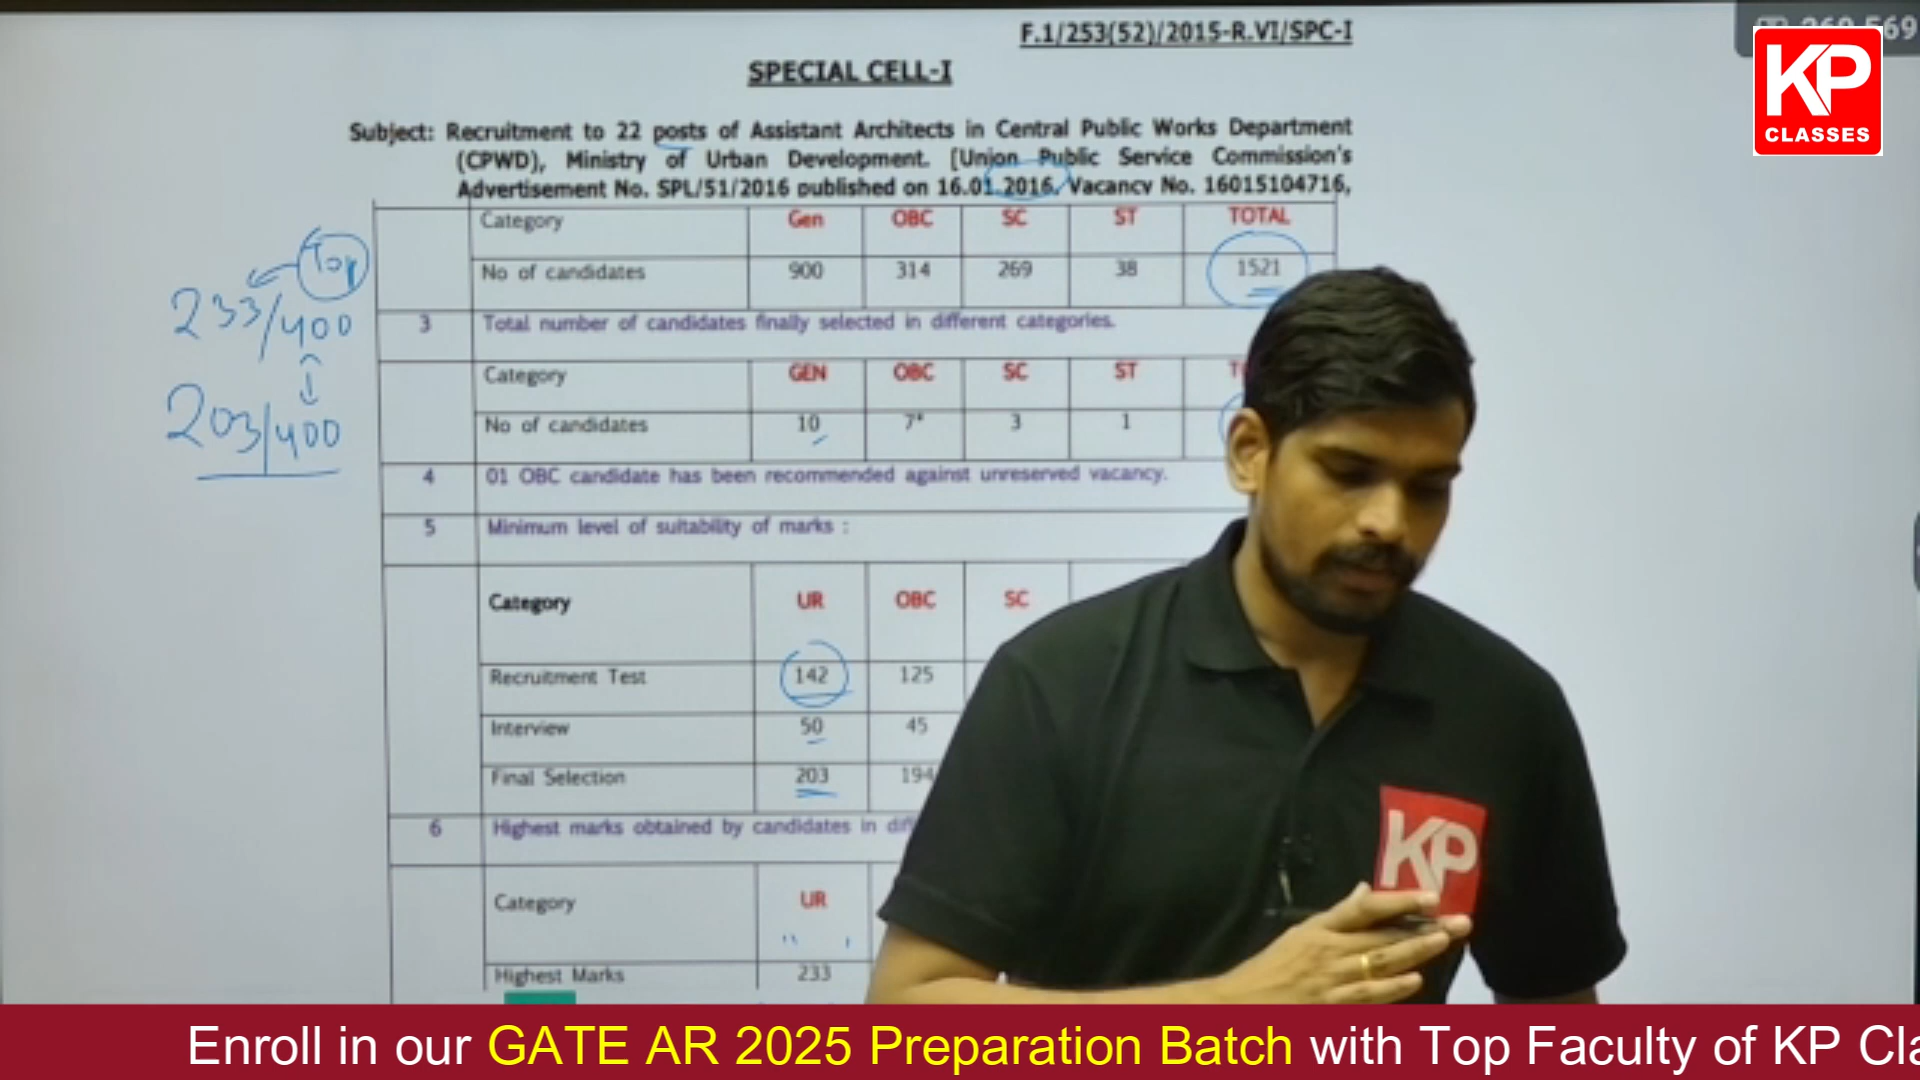 F.1/253(52)/2015-R.VI/SPC-I
SPECIAL CELL-I
KP
CLASSES
Subject: Recruitment to 22 posts of Assistant Architects in Central Public Works Department
(CPWD), Ministry of Urban Development. [Union Public Service Commission's
Advertisement No. SPL/51/2016 published on 16.01.2016. Vacancy No. 16015104716,
Category Gen OBC SC ST TOTAL
No of candidates 900 314 269 38 1521
Top
233/400
203/400
3 Total number of candidates finally selected in different categories.
Category GEN OBC SC ST
No of candidates 10 7* 3 1
4 01 OBC candidate has been recommended against unreserved vacancy.
5 Minimum level of suitability of marks :
Category UR OBC SC
Recruitment Test 142 125
Interview 50 45
Final Selection 203 194
6 Highest marks obtained by candidates in
Category UR
Highest Marks 233
KP
Enroll in our GATE AR 2025 Preparation Batch with Top Faculty of KP Cla